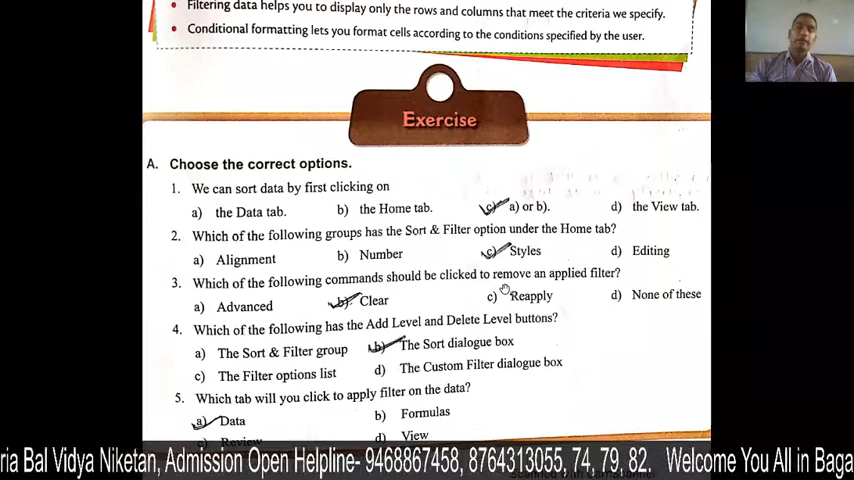 Filtering data helps you to display only the rows and columns that meet the criteria we specify.
Conditional formatting lets you format cells according to the conditions specified by the user.
Exercise
A. Choose the correct options.
1. We can sort data by first clicking on
a) the Data tab. b) the Home tab. c) a) or b). d) the View tab.
2. Which of the following groups has the Sort & Filter option under the Home tab?
a) Alignment b) Number c) Styles d) Editing
3. Which of the following commands should be clicked to remove an applied filter?
a) Advanced b) Clear c) Reapply d) None of these
4. Which of the following has the Add Level and Delete Level buttons?
a) The Sort & Filter group b) The Sort dialogue box
c) The Filter options list d) The Custom Filter dialogue box
5. Which tab will you click to apply filter on the data?
a) Data b) Formulas
c) Review d) View
ria Bal Vidya Niketan, Admission Open Helpline- 9468867458, 8764313055, 74, 79, 82. Welcome You All in Baga